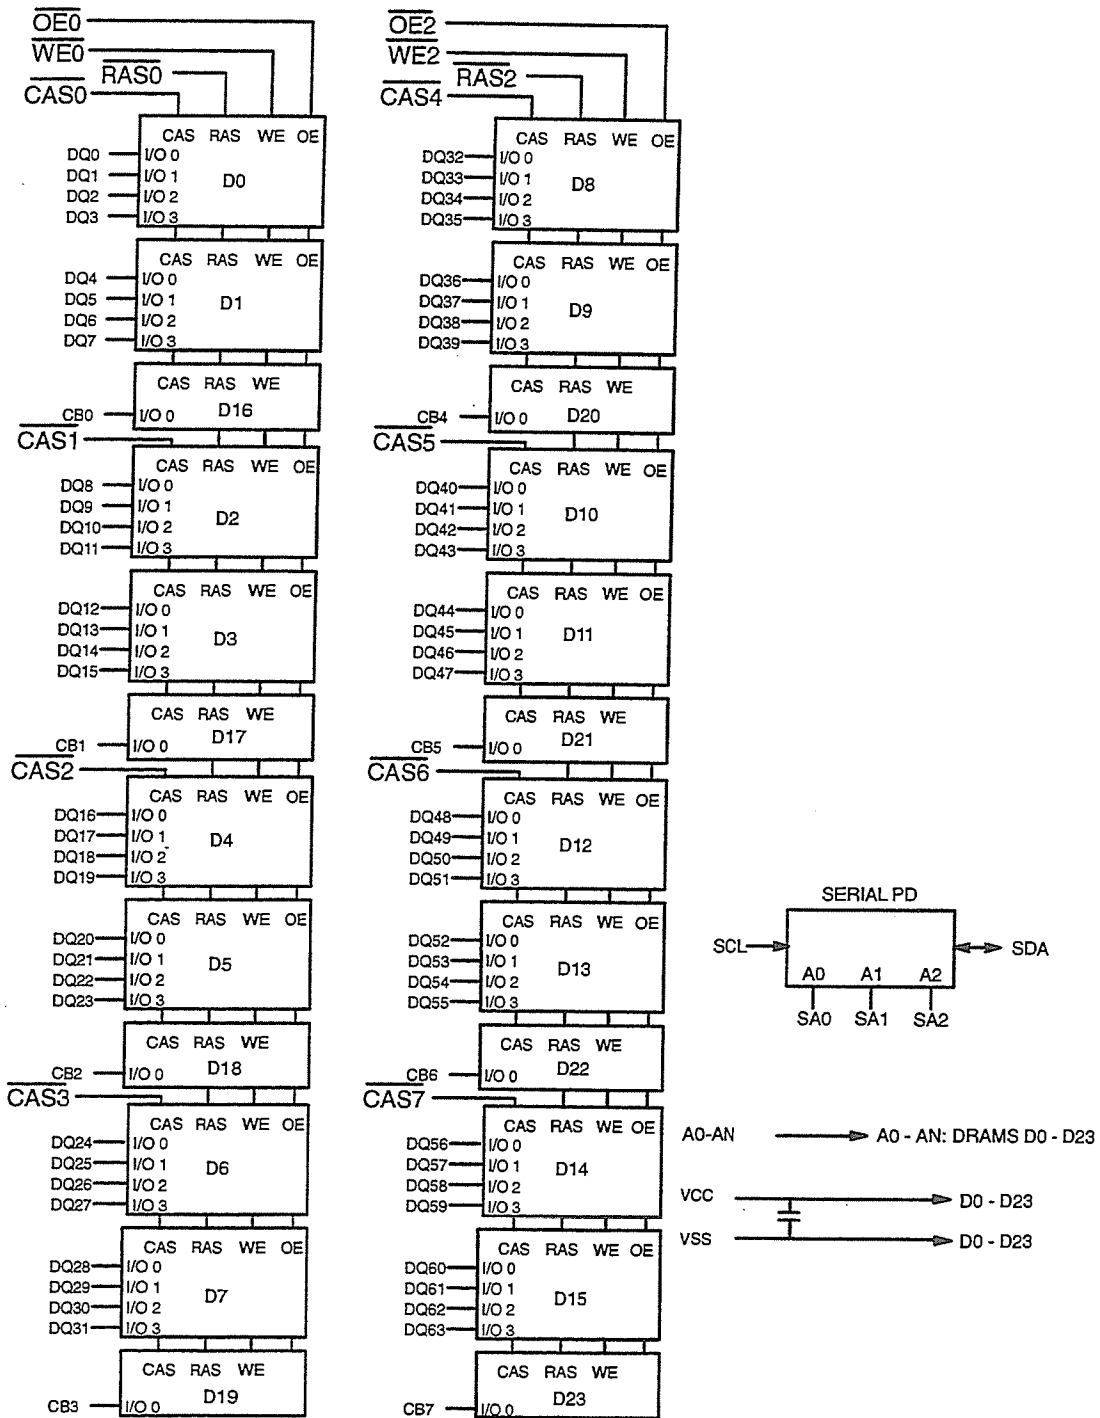 OE0
WE0
RAS0
CAS0
CAS RAS WE OE
DQ0 I/O 0
DQ1 I/O 1
D0
DQ2 I/O 2
DQ3 I/O 3
CAS RAS WE OE
DQ4 I/O 0
DQ5 I/O 1
D1
DQ6 I/O 2
DQ7 I/O 3
CAS RAS WE
D16
CB0 I/O 0
CAS1
CAS RAS WE OE
DQ8 I/O 0
DQ9 I/O 1
D2
DQ10 I/O 2
DQ11 I/O 3
CAS RAS WE OE
DQ12 I/O 0
DQ13 I/O 1
D3
DQ14 I/O 2
DQ15 I/O 3
CAS RAS WE
D17
CB1 I/O 0
CAS2
CAS RAS WE OE
DQ16 I/O 0
DQ17 I/O 1
D4
DQ18 I/O 2
DQ19 I/O 3
CAS RAS WE OE
DQ20 I/O 0
DQ21 I/O 1
D5
DQ22 I/O 2
DQ23 I/O 3
CAS RAS WE
D18
CB2 I/O 0
CAS3
CAS RAS WE OE
DQ24 I/O 0
DQ25 I/O 1
D6
DQ26 I/O 2
DQ27 I/O 3
CAS RAS WE OE
DQ28 I/O 0
DQ29 I/O 1
D7
DQ30 I/O 2
DQ31 I/O 3
CAS RAS WE
D19
CB3 I/O 0
OE2
WE2
RAS2
CAS4
CAS RAS WE OE
DQ32 I/O 0
DQ33 I/O 1
D8
DQ34 I/O 2
DQ35 I/O 3
CAS RAS WE OE
DQ36 I/O 0
DQ37 I/O 1
D9
DQ38 I/O 2
DQ39 I/O 3
CAS RAS WE
D20
CB4 I/O 0
CAS5
CAS RAS WE OE
DQ40 I/O 0
DQ41 I/O 1
D10
DQ42 I/O 2
DQ43 I/O 3
CAS RAS WE OE
DQ44 I/O 0
DQ45 I/O 1
D11
DQ46 I/O 2
DQ47 I/O 3
CAS RAS WE
D21
CB5 I/O 0
CAS6
CAS RAS WE OE
DQ48 I/O 0
DQ49 I/O 1
D12
DQ50 I/O 2
DQ51 I/O 3
CAS RAS WE OE
DQ52 I/O 0
DQ53 I/O 1
D13
DQ54 I/O 2
DQ55 I/O 3
CAS RAS WE
D22
CB6 I/O 0
CAS7
CAS RAS WE OE
DQ56 I/O 0
DQ57 I/O 1
D14
DQ58 I/O 2
DQ59 I/O 3
CAS RAS WE OE
DQ60 I/O 0
DQ61 I/O 1
D15
DQ62 I/O 2
DQ63 I/O 3
CAS RAS WE
D23
CB7 I/O 0
SERIAL PD
SCL SDA
A0 A1 A2
SA0 SA1 SA2
A0-AN A0 - AN: DRAMS D0 - D23
VCC D0 - D23
VSS D0 - D23